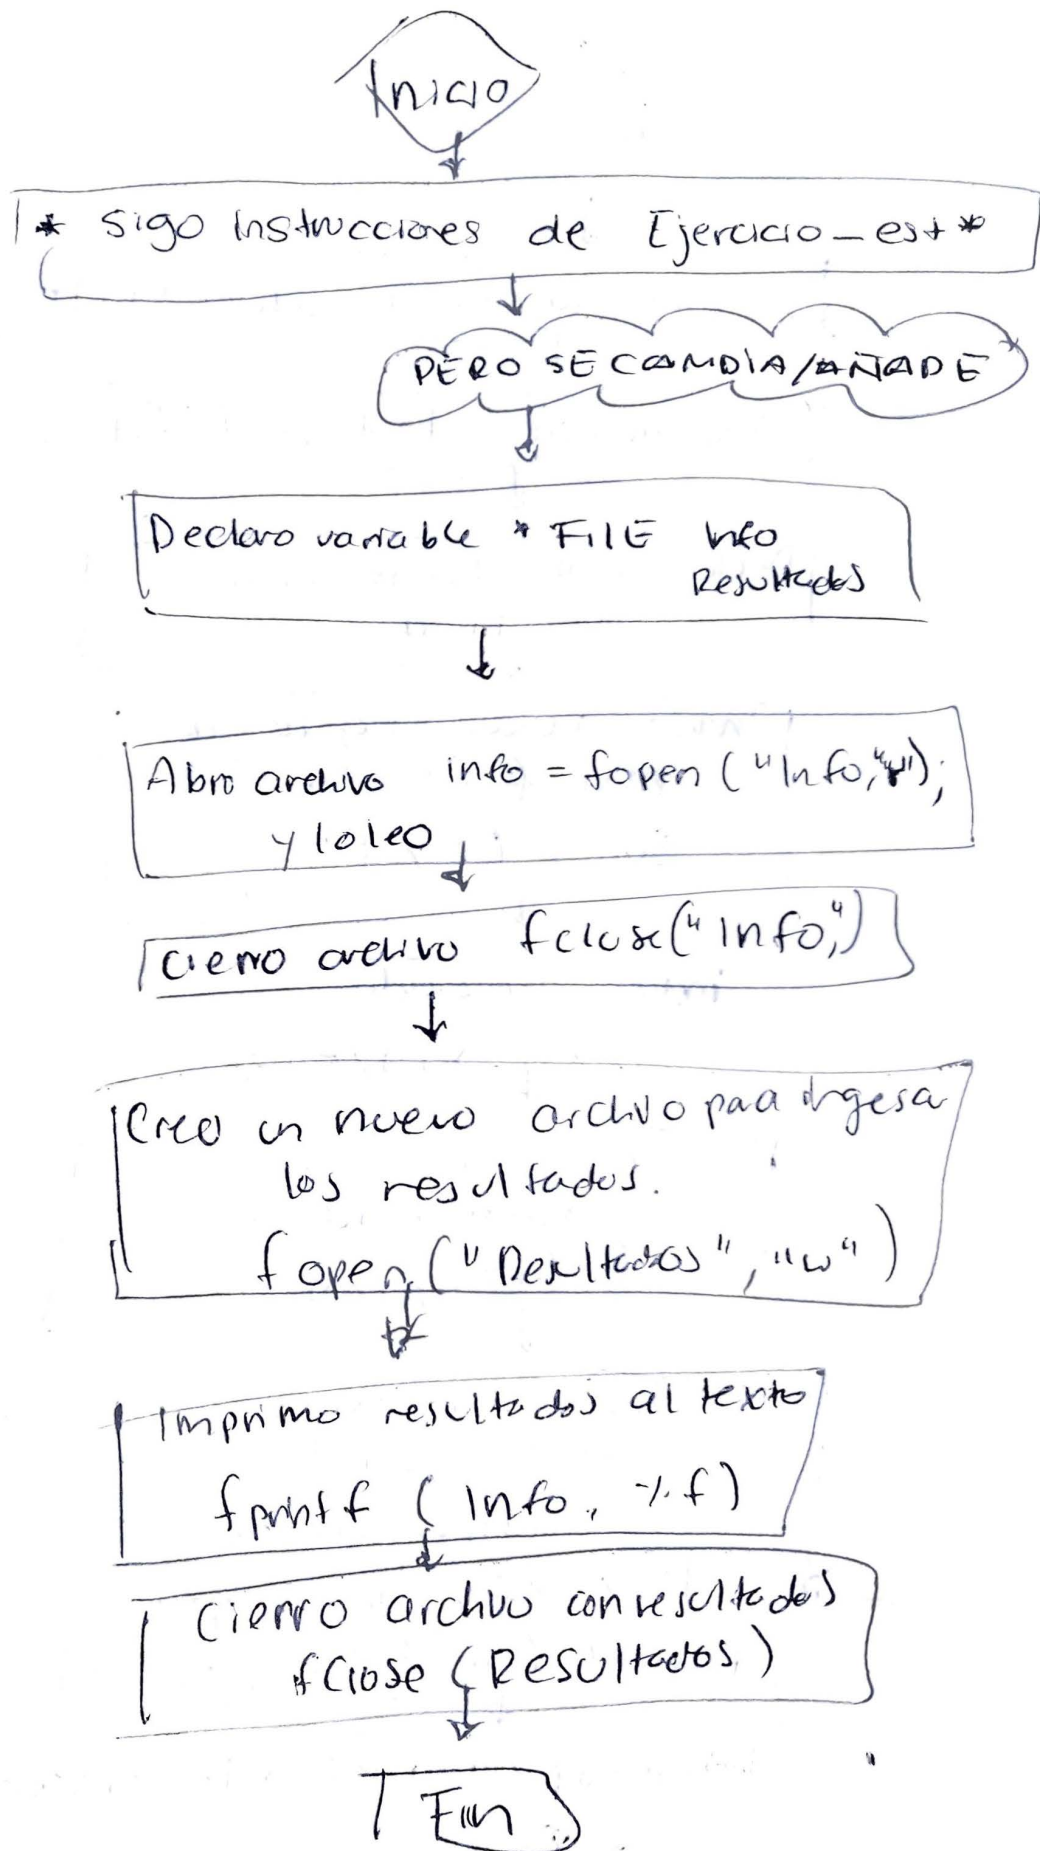 Inicio
* sigo instrucciones de Ejercicio_est *
PERO SE CAMDIA/AÑADE
Declaro variable * FilE Info
Resultados
Abro archivo info = fopen ("Info,"r");
y lo leo
cierro archivo fclose("Info,")
Creo un nuevo archivo para ingesar
los resultados.
fopen ("Resultados", "w")
Imprimo resultados al texto
fprintf ( Info, %f)
Cierro archivo con resultados
fClose (Resultados)
Fin